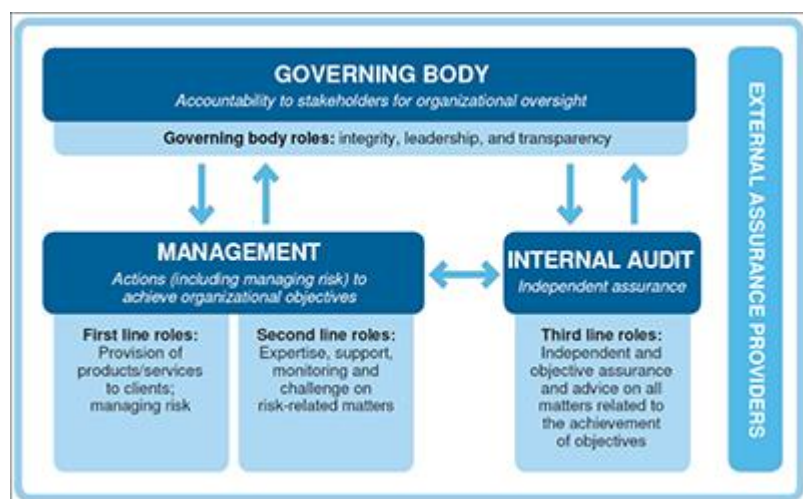 GOVERNING BODY
Accountability to stakeholders for organizational oversight
Governing body roles: integrity, leadership, and transparency
MANAGEMENT
Actions (including managing risk) to
achieve organizational objectives
First line roles:
Provision of
products/services
to clients;
managing risk
Second line roles:
Expertise, support,
monitoring and
challenge on
risk-related matters
INTERNAL AUDIT
Independent assurance
Third line roles:
Independent and
objective assurance
and advice on all
matters related to
the achievement
of objectives
EXTERNAL ASSURANCE PROVIDERS